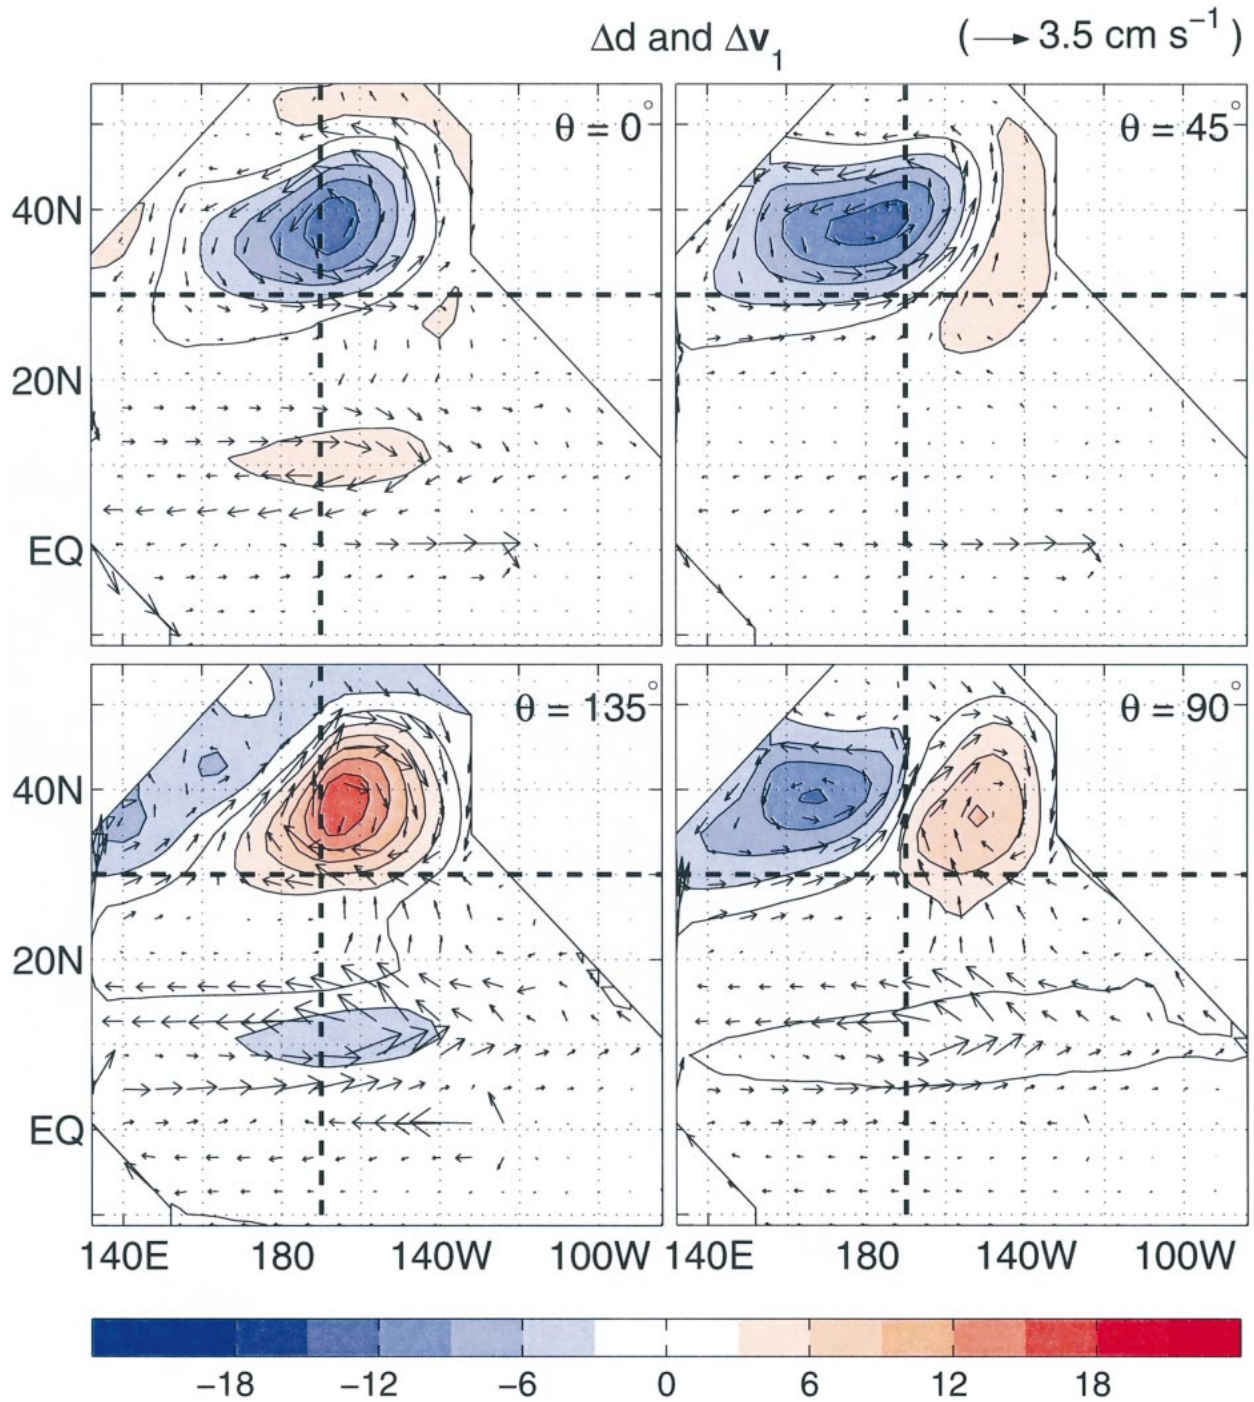 Δd and Δv₁ (→ 3.5 cm s⁻¹)
θ = 0°
θ = 45°
40N
20N
EQ
θ = 135°
θ = 90°
40N
20N
EQ
140E 180 140W 100W 140E 180 140W 100W
−18 −12 −6 0 6 12 18